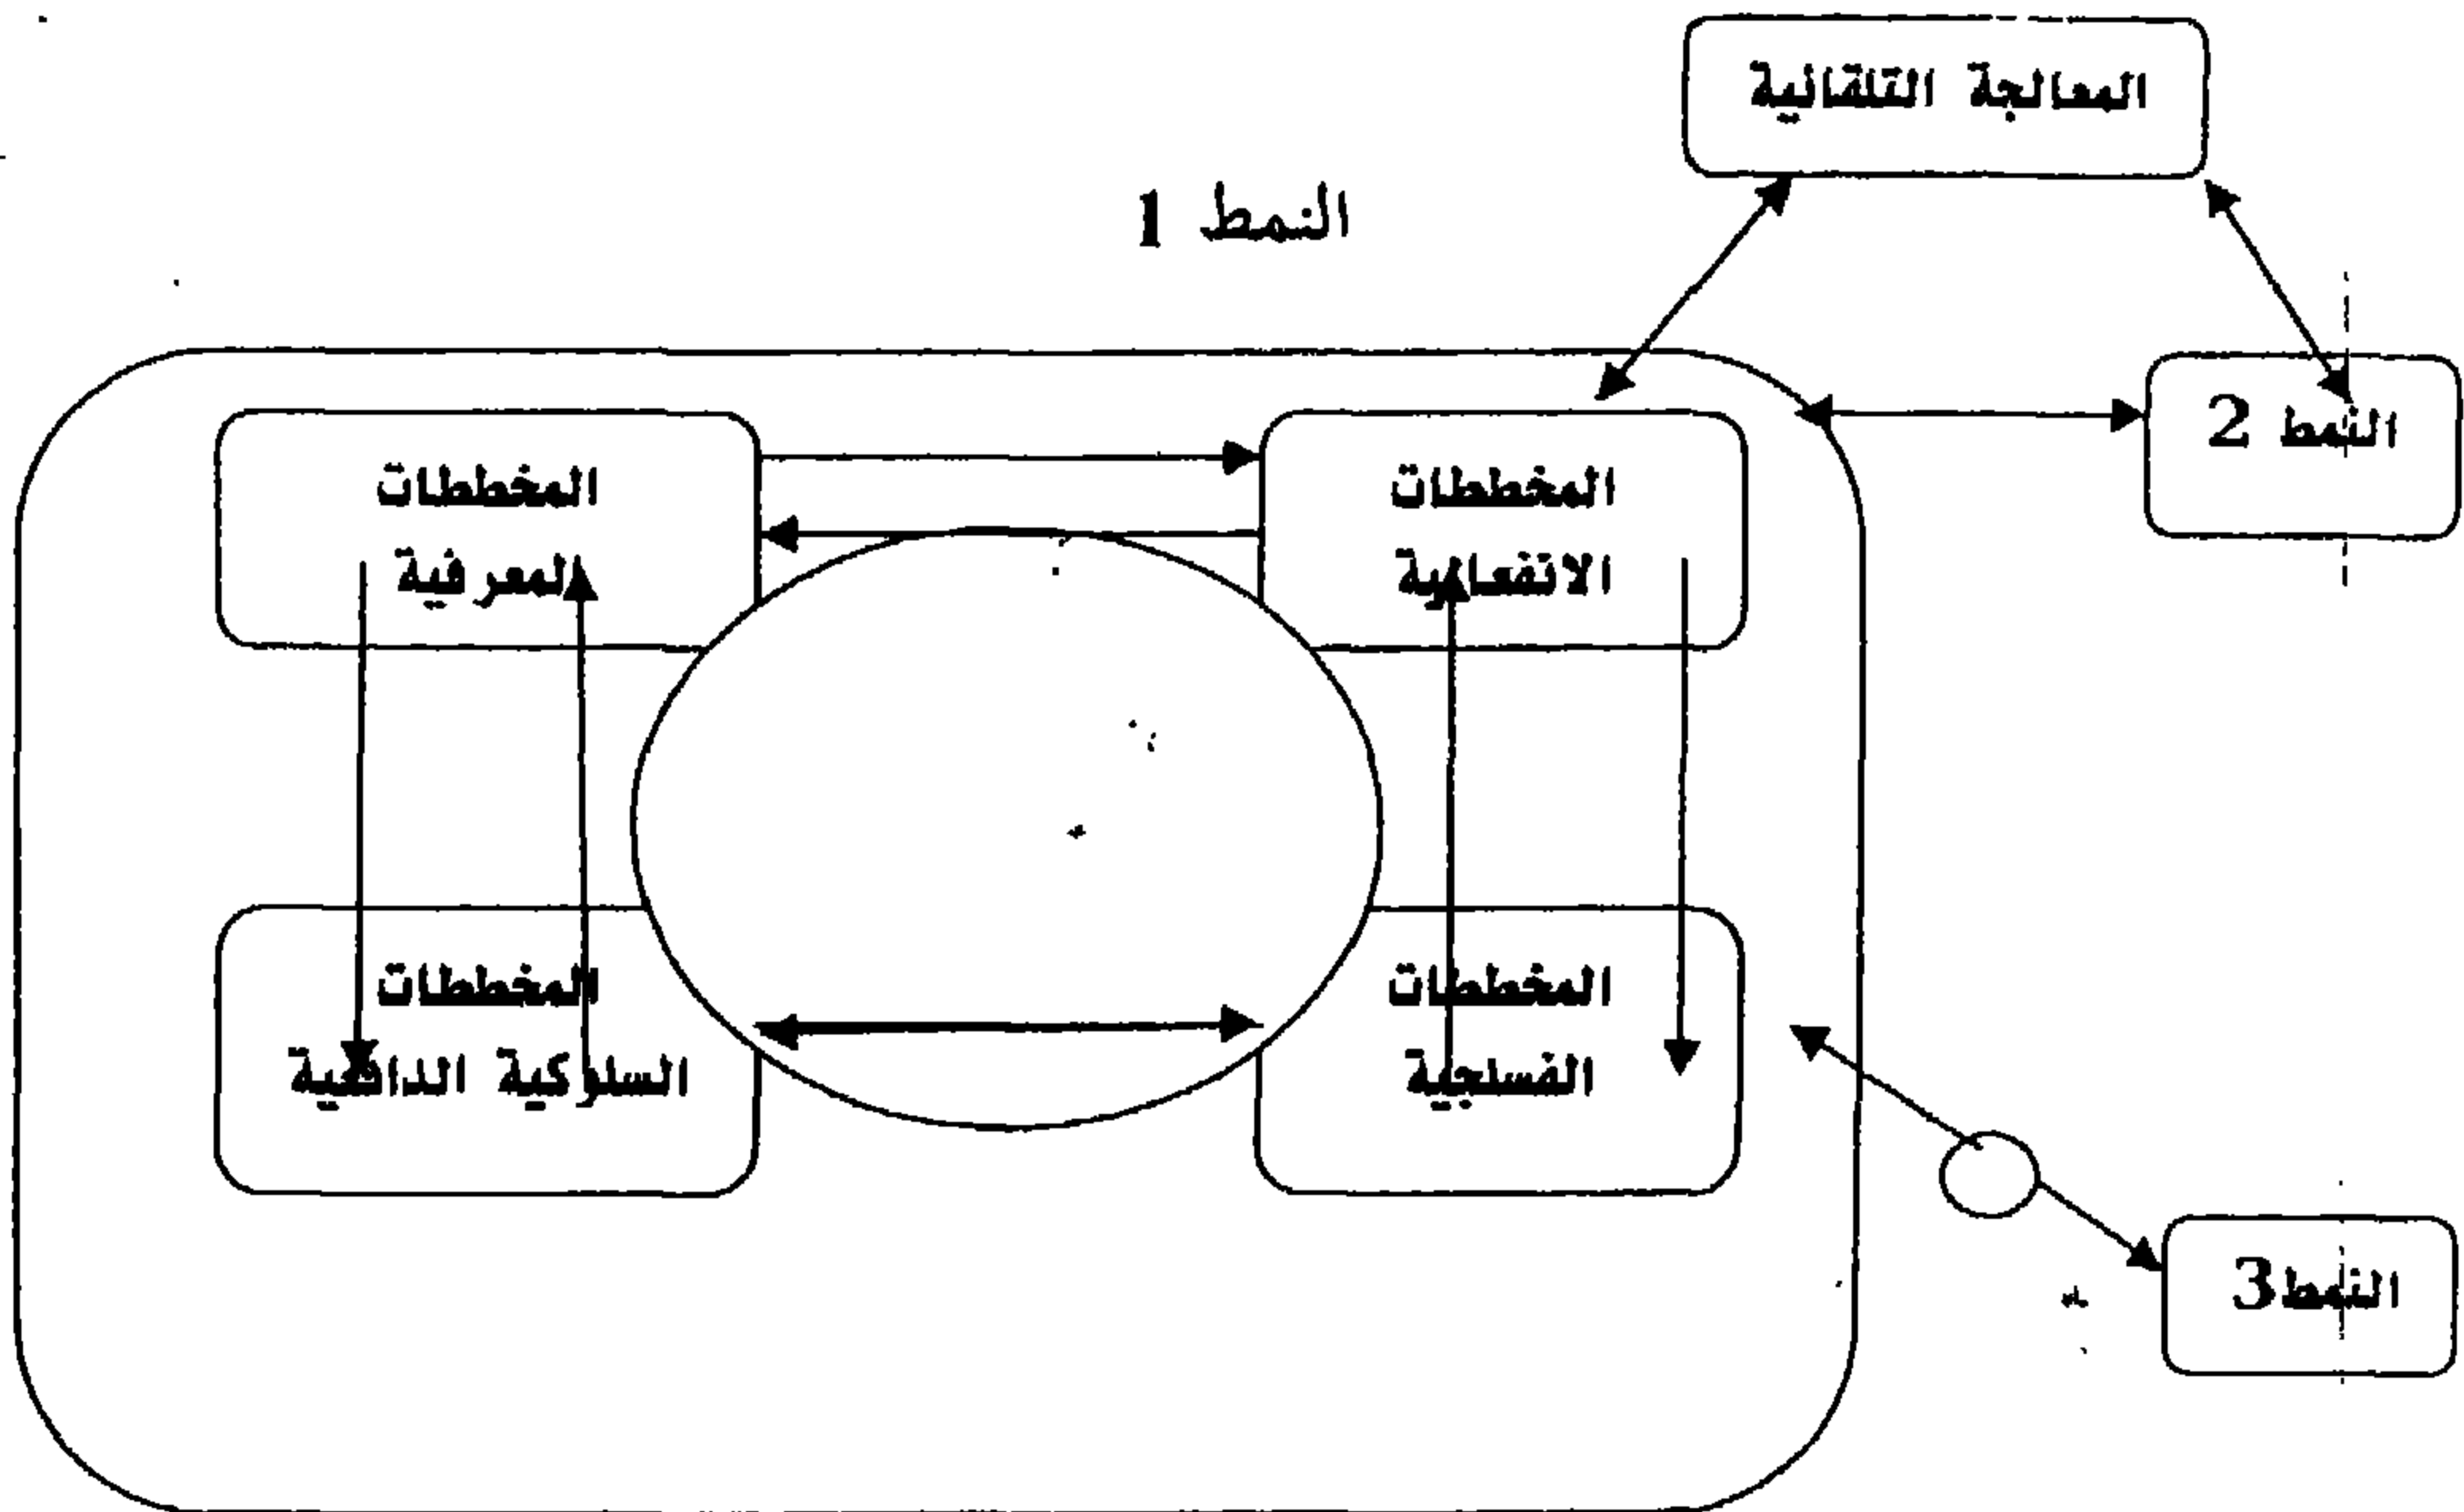 المعالجة التلقائية
النمط 1
النمط 2
المخططات
الانفعالية
المخططات
المعرفية
المخططات
الفسلجية
المخططات
السلوكية الدافعية
النمط3